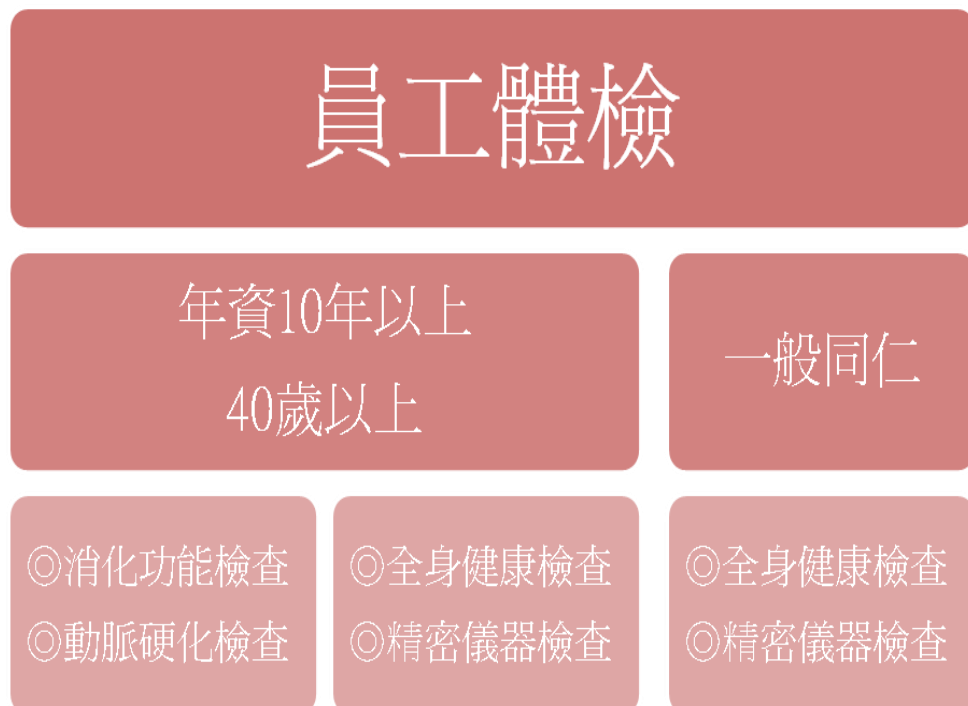 員工體檢
年資10年以上
40歲以上
一般同仁
◎消化功能檢查
◎動脈硬化檢查
◎全身健康檢查
◎精密儀器檢查
◎全身健康檢查
◎精密儀器檢查